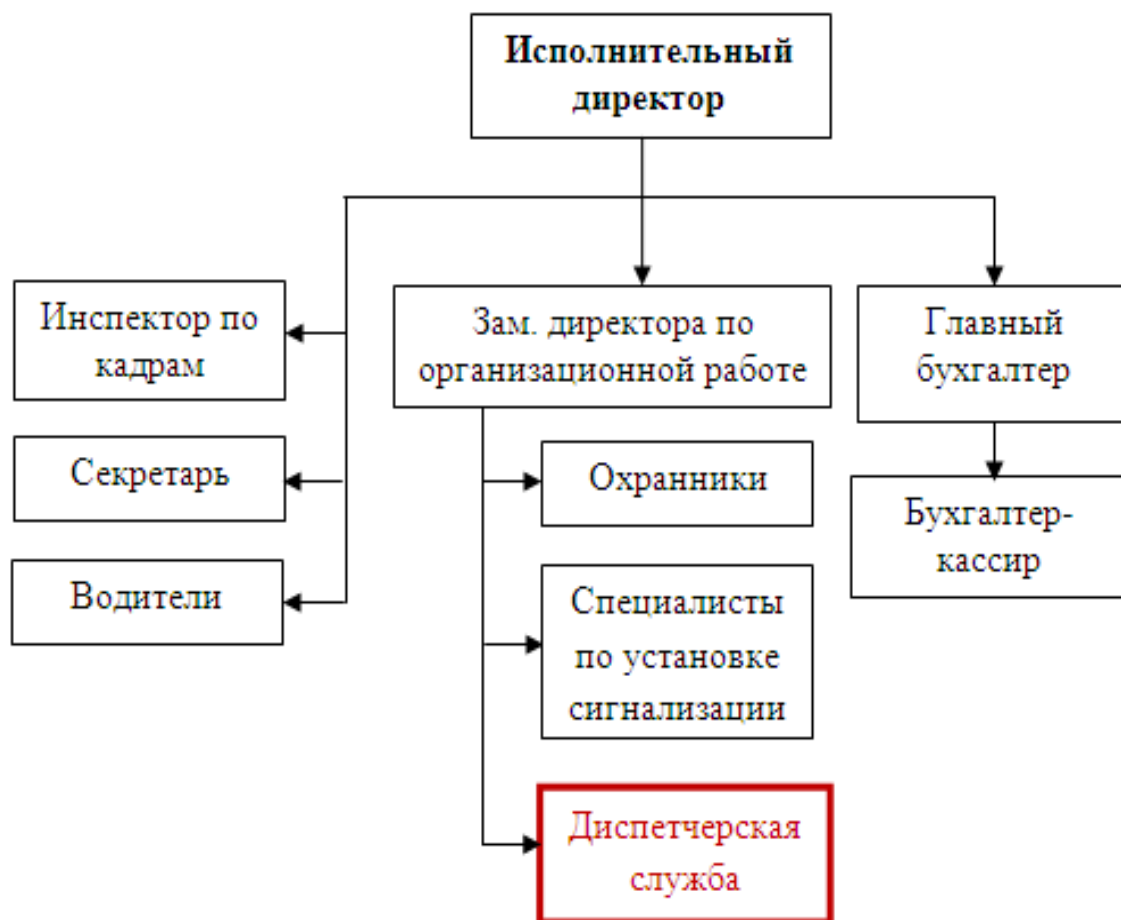 Исполнительный
директор
Инспектор по
кадрам
Секретарь
Водители
Зам. директора по
организационной работе
Охранники
Специалисты
по установке
сигнализации
Диспетчерская
служба
Главный
бухгалтер
Бухгалтер-
кассир